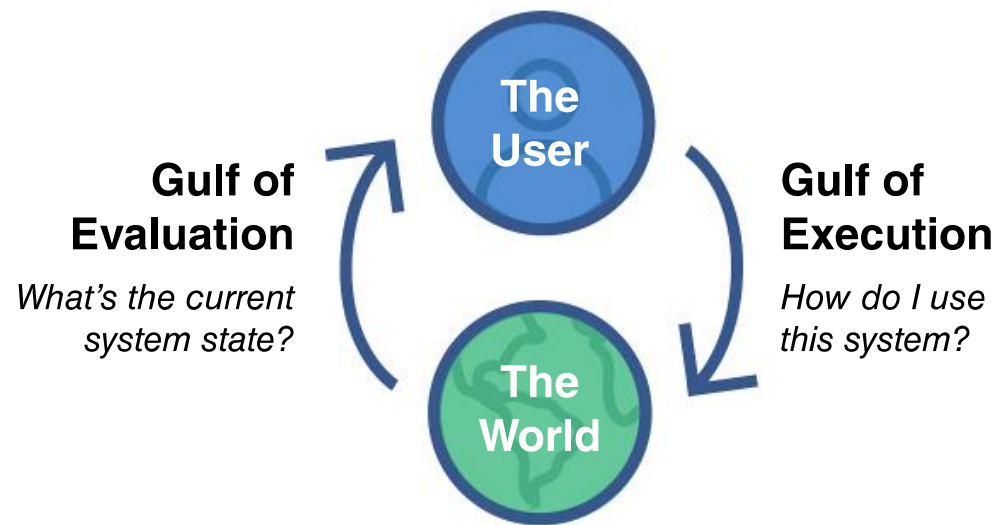 The
User
Gulf of
Evaluation
What's the current
system state?
Gulf of
Execution
How do I use
this system?
The
World